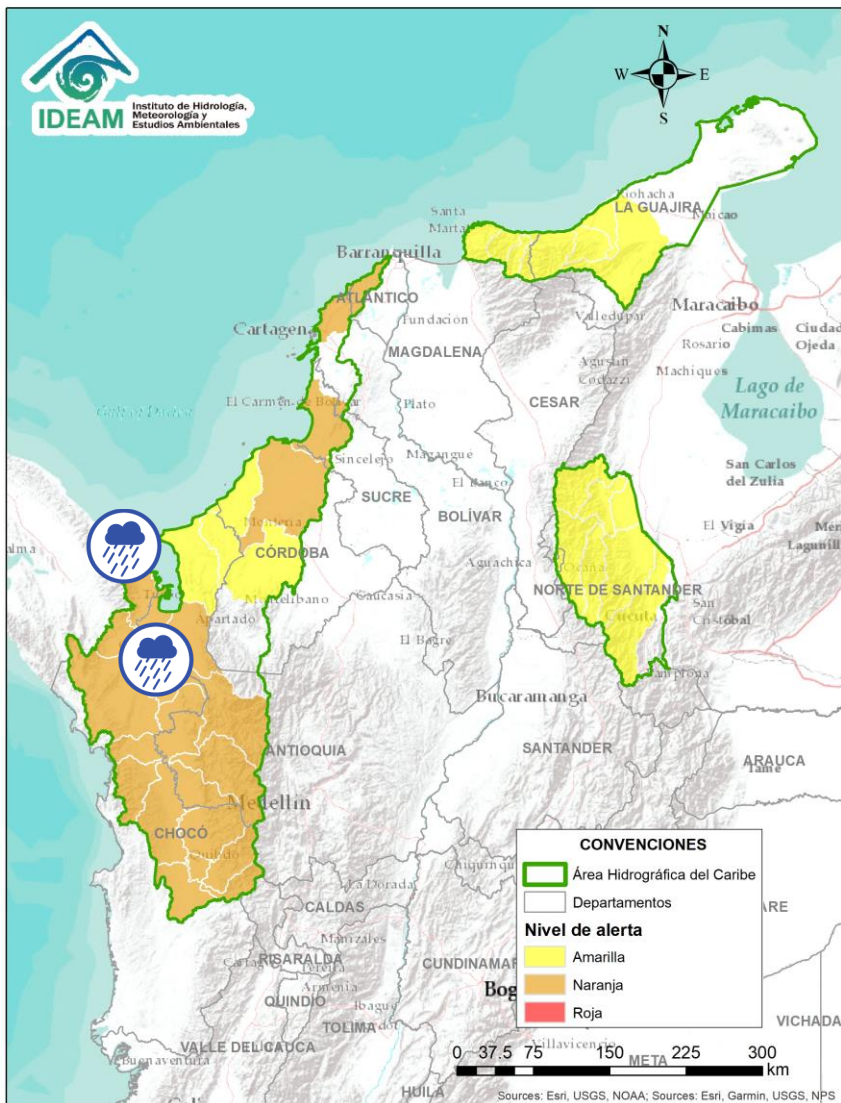 IDEAM
Instituto de Hidrología,
Meteorología y
Estudios Ambientales
N
W E
S
Riohacha
LA GUAJIRA
Maicao
Santa
Marta
Barranquilla
ATLÁNTICO
Cartagena
Fundación
Valledupar
Maracaibo
Cabimas
Ciudad
Ojeda
Rosario
Machiques
MAGDALENA
Agustín
Codazzi
Lago de
Maracaibo
CESAR
El Carmen de Bolívar
Plato
Sincelejo
Magangue
San Carlos
del Zulia
El Banco
SUCRE
BOLÍVAR
Montería
El Vigía
CÓRDOBA
Aguachica
Ocaña
NORTE DE SANTANDER
Montelíbano
Caucasia
Apartadó
Cúcuta
San
Cristóbal
El Bagre
Pamplona
Bucaramanga
ANTIOQUIA
SANTANDER
ARAUCA
Tame
Medellín
CHOCÓ
Quibdó
La Dorada
CALDAS
Manizales
RISARALDA
Pereira
Armenia
QUINDÍO
Ibague
TOLIMA
VALLE DEL CAUCA
Buenaventura
HUILA
Villavicencio
META
VICHADA
CONVENCIONES
Área Hidrográfica del Caribe
Departamentos
Nivel de alerta
Amarilla
Naranja
Roja
0 37.5 75 150 225 300
km
Sources: Esri, USGS, NOAA; Sources: Esri, Garmin, USGS, NPS